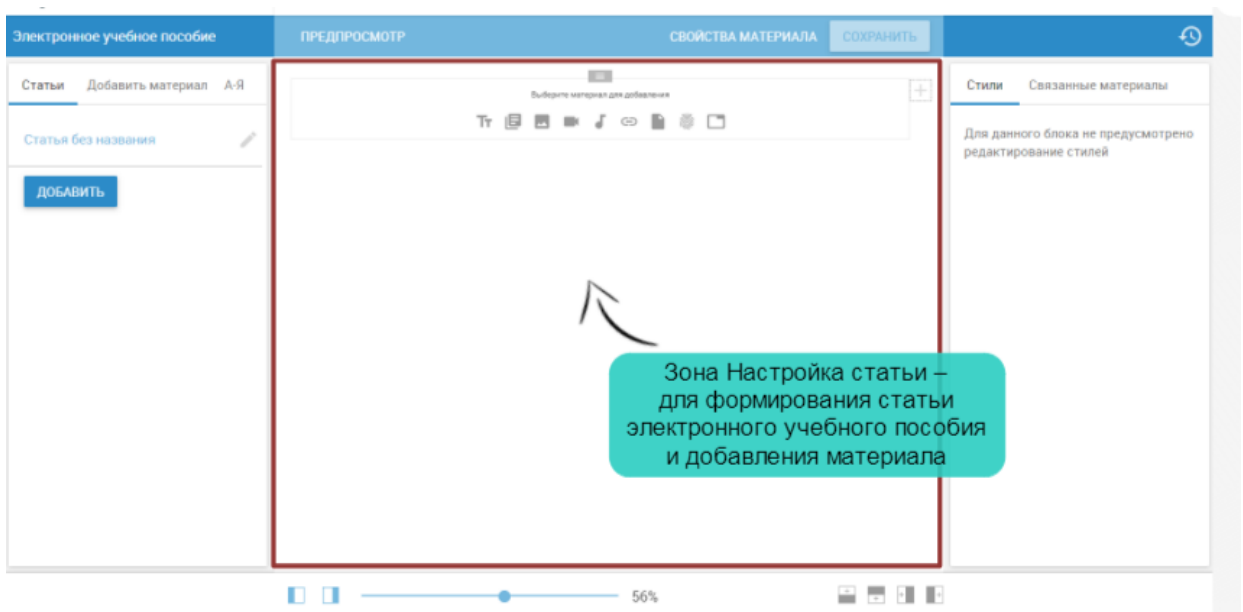 Электронное учебное пособие
ПРЕДПРОСМОТР
СВОЙСТВА МАТЕРИАЛА
СОХРАНИТЬ
Статьи Добавить материал А-Я
Статья без названия
ДОБАВИТЬ
Выберите материал для добавления
Тт
Стили Связанные материалы
Для данного блока не предусмотрено
редактирование стилей
Зона Настройка статьи –
для формирования статьи
электронного учебного пособия
и добавления материала
56%